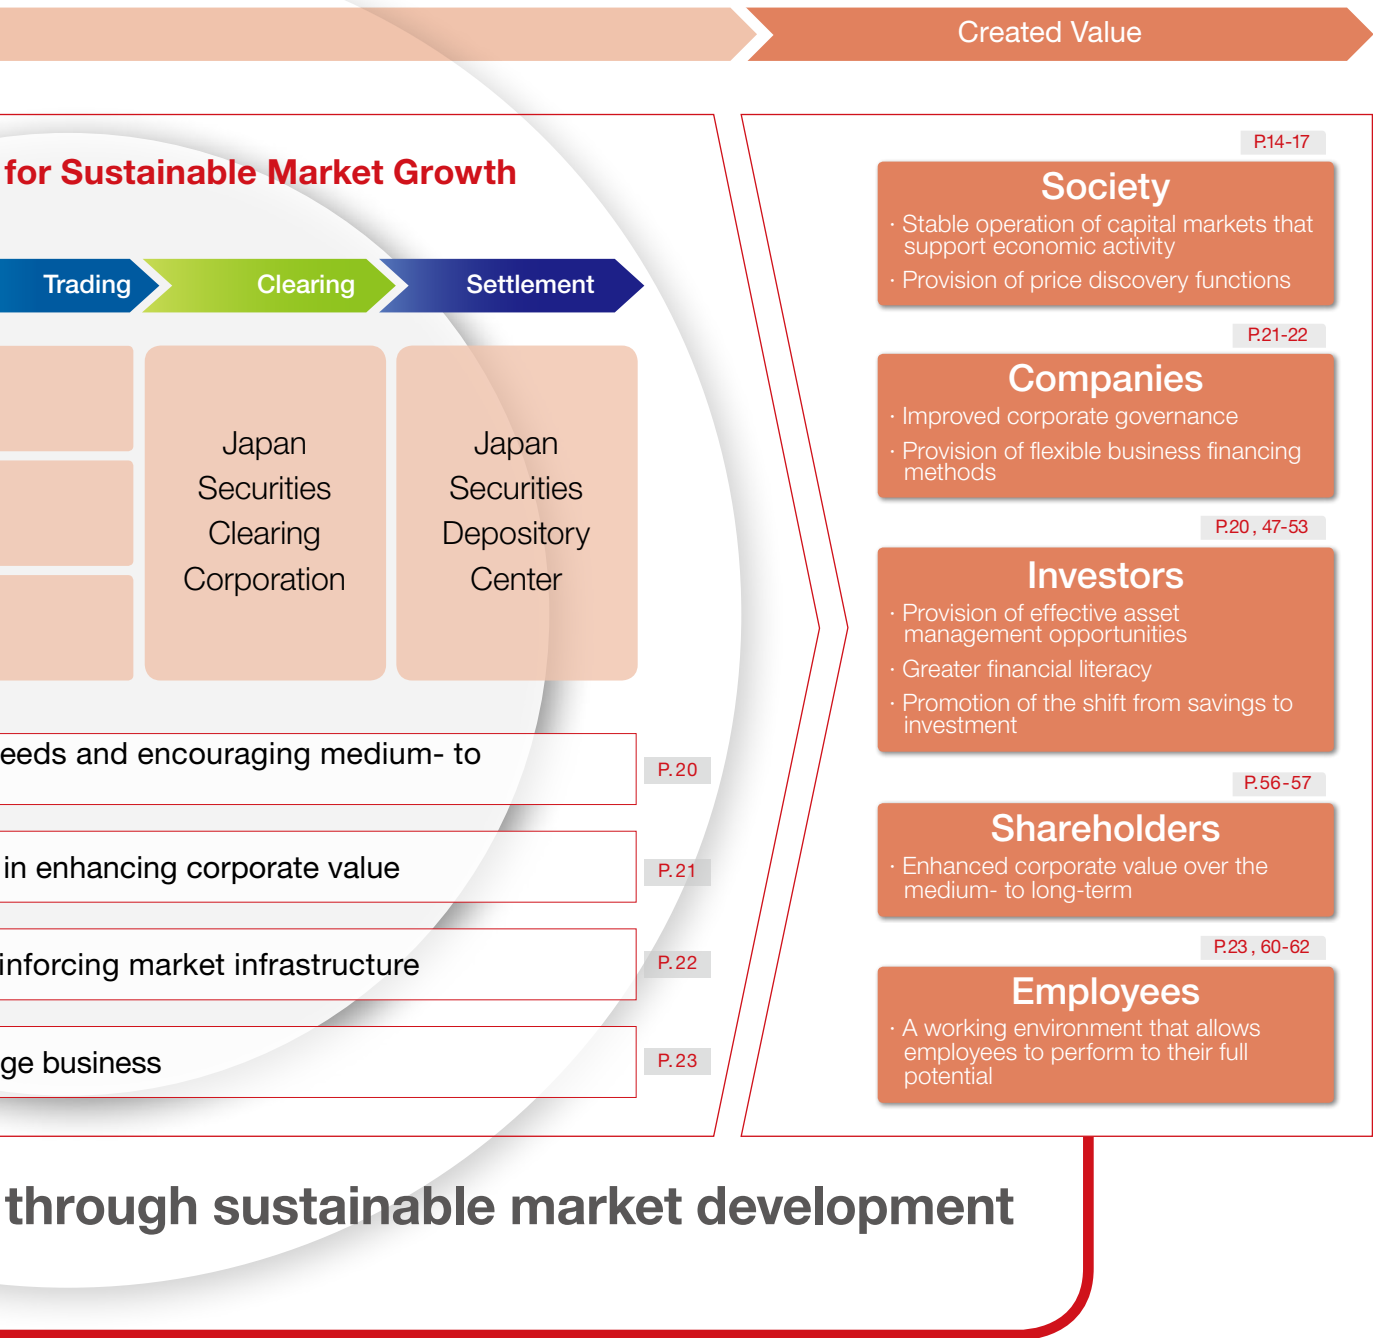 Created Value
for Sustainable Market Growth
Trading
Clearing
Settlement
Japan
Securities
Clearing
Corporation
Japan
Securities
Depository
Center
eeds and encouraging medium- to
P.20
in enhancing corporate value
P.21
inforcing market infrastructure
P.22
ge business
P.23
P.14-17
Society
· Stable operation of capital markets that
support economic activity
· Provision of price discovery functions
P.21-22
Companies
· Improved corporate governance
· Provision of flexible business financing
methods
P.20 , 47-53
Investors
· Provision of effective asset
management opportunities
· Greater financial literacy
· Promotion of the shift from savings to
investment
P.56-57
Shareholders
· Enhanced corporate value over the
medium- to long-term
P.23 , 60-62
Employees
· A working environment that allows
employees to perform to their full
potential
through sustainable market development